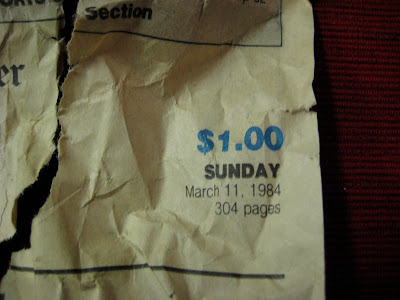 Section
er
$1.00
SUNDAY
March 11, 1984
304 pages